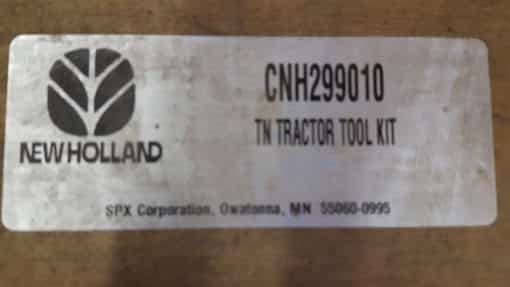 CNH299010
TN TRACTOR TOOL KIT
NEW HOLLAND
SPX Corporation, Owatonna, MN 55060-0995